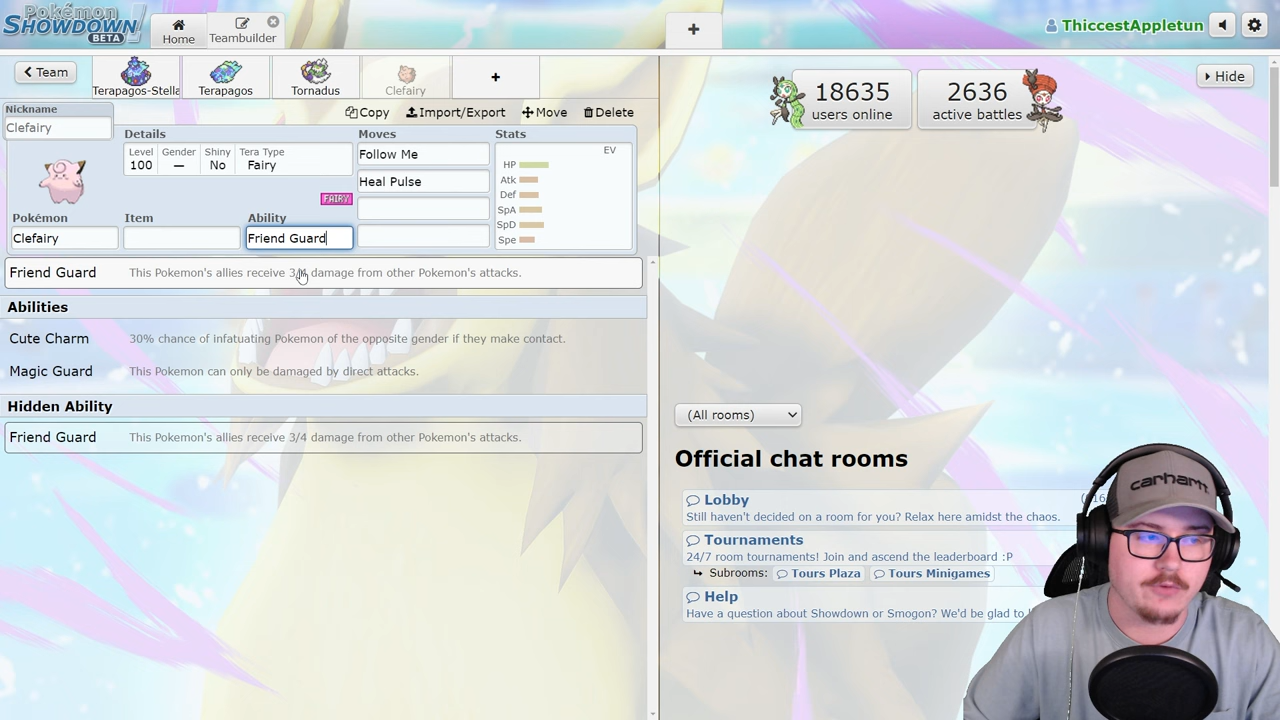 Pokémon
SHOWDOWN!
BETA
Home
Teambuilder
+
ThiccestAppletun
Team
Terapagos-Stella
Terapagos
Tornadus
Clefairy
+
18635
users online
2636
active battles
Hide
Nickname
Clefairy
Copy
Import/Export
Move
Delete
Details
Moves
Stats
Level
100
Gender
—
Shiny
No
Tera Type
Fairy
Follow Me
Heal Pulse
EV
HP
Atk
Def
SpA
SpD
Spe
FAIRY
Pokémon
Clefairy
Item
Ability
Friend Guard
Friend Guard This Pokemon's allies receive 3/4 damage from other Pokemon's attacks.
Abilities
Cute Charm 30% chance of infatuating Pokemon of the opposite gender if they make contact.
Magic Guard This Pokemon can only be damaged by direct attacks.
Hidden Ability
Friend Guard This Pokemon's allies receive 3/4 damage from other Pokemon's attacks.
(All rooms)
Official chat rooms
Lobby
Still haven't decided on a room for you? Relax here amidst the chaos.
Tournaments
24/7 room tournaments! Join and ascend the leaderboard :P
Subrooms: Tours Plaza Tours Minigames
Help
Have a question about Showdown or Smogon? We'd be glad to
carhartt